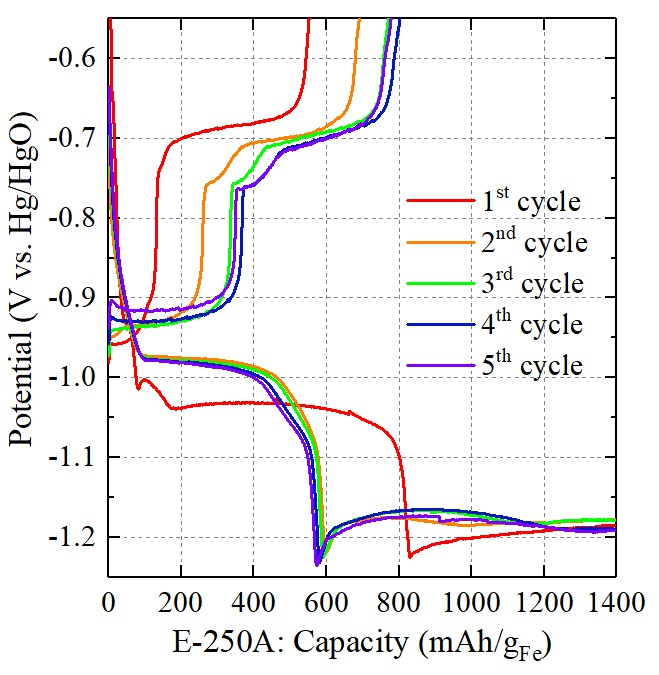 -0.6
-0.7
-0.8
-0.9
-1.0
-1.1
-1.2
Potential (V vs. Hg/HgO)
1st cycle
2nd cycle
3rd cycle
4th cycle
5th cycle
0 200 400 600 800 1000 1200 1400
E-250A: Capacity (mAh/gFe)